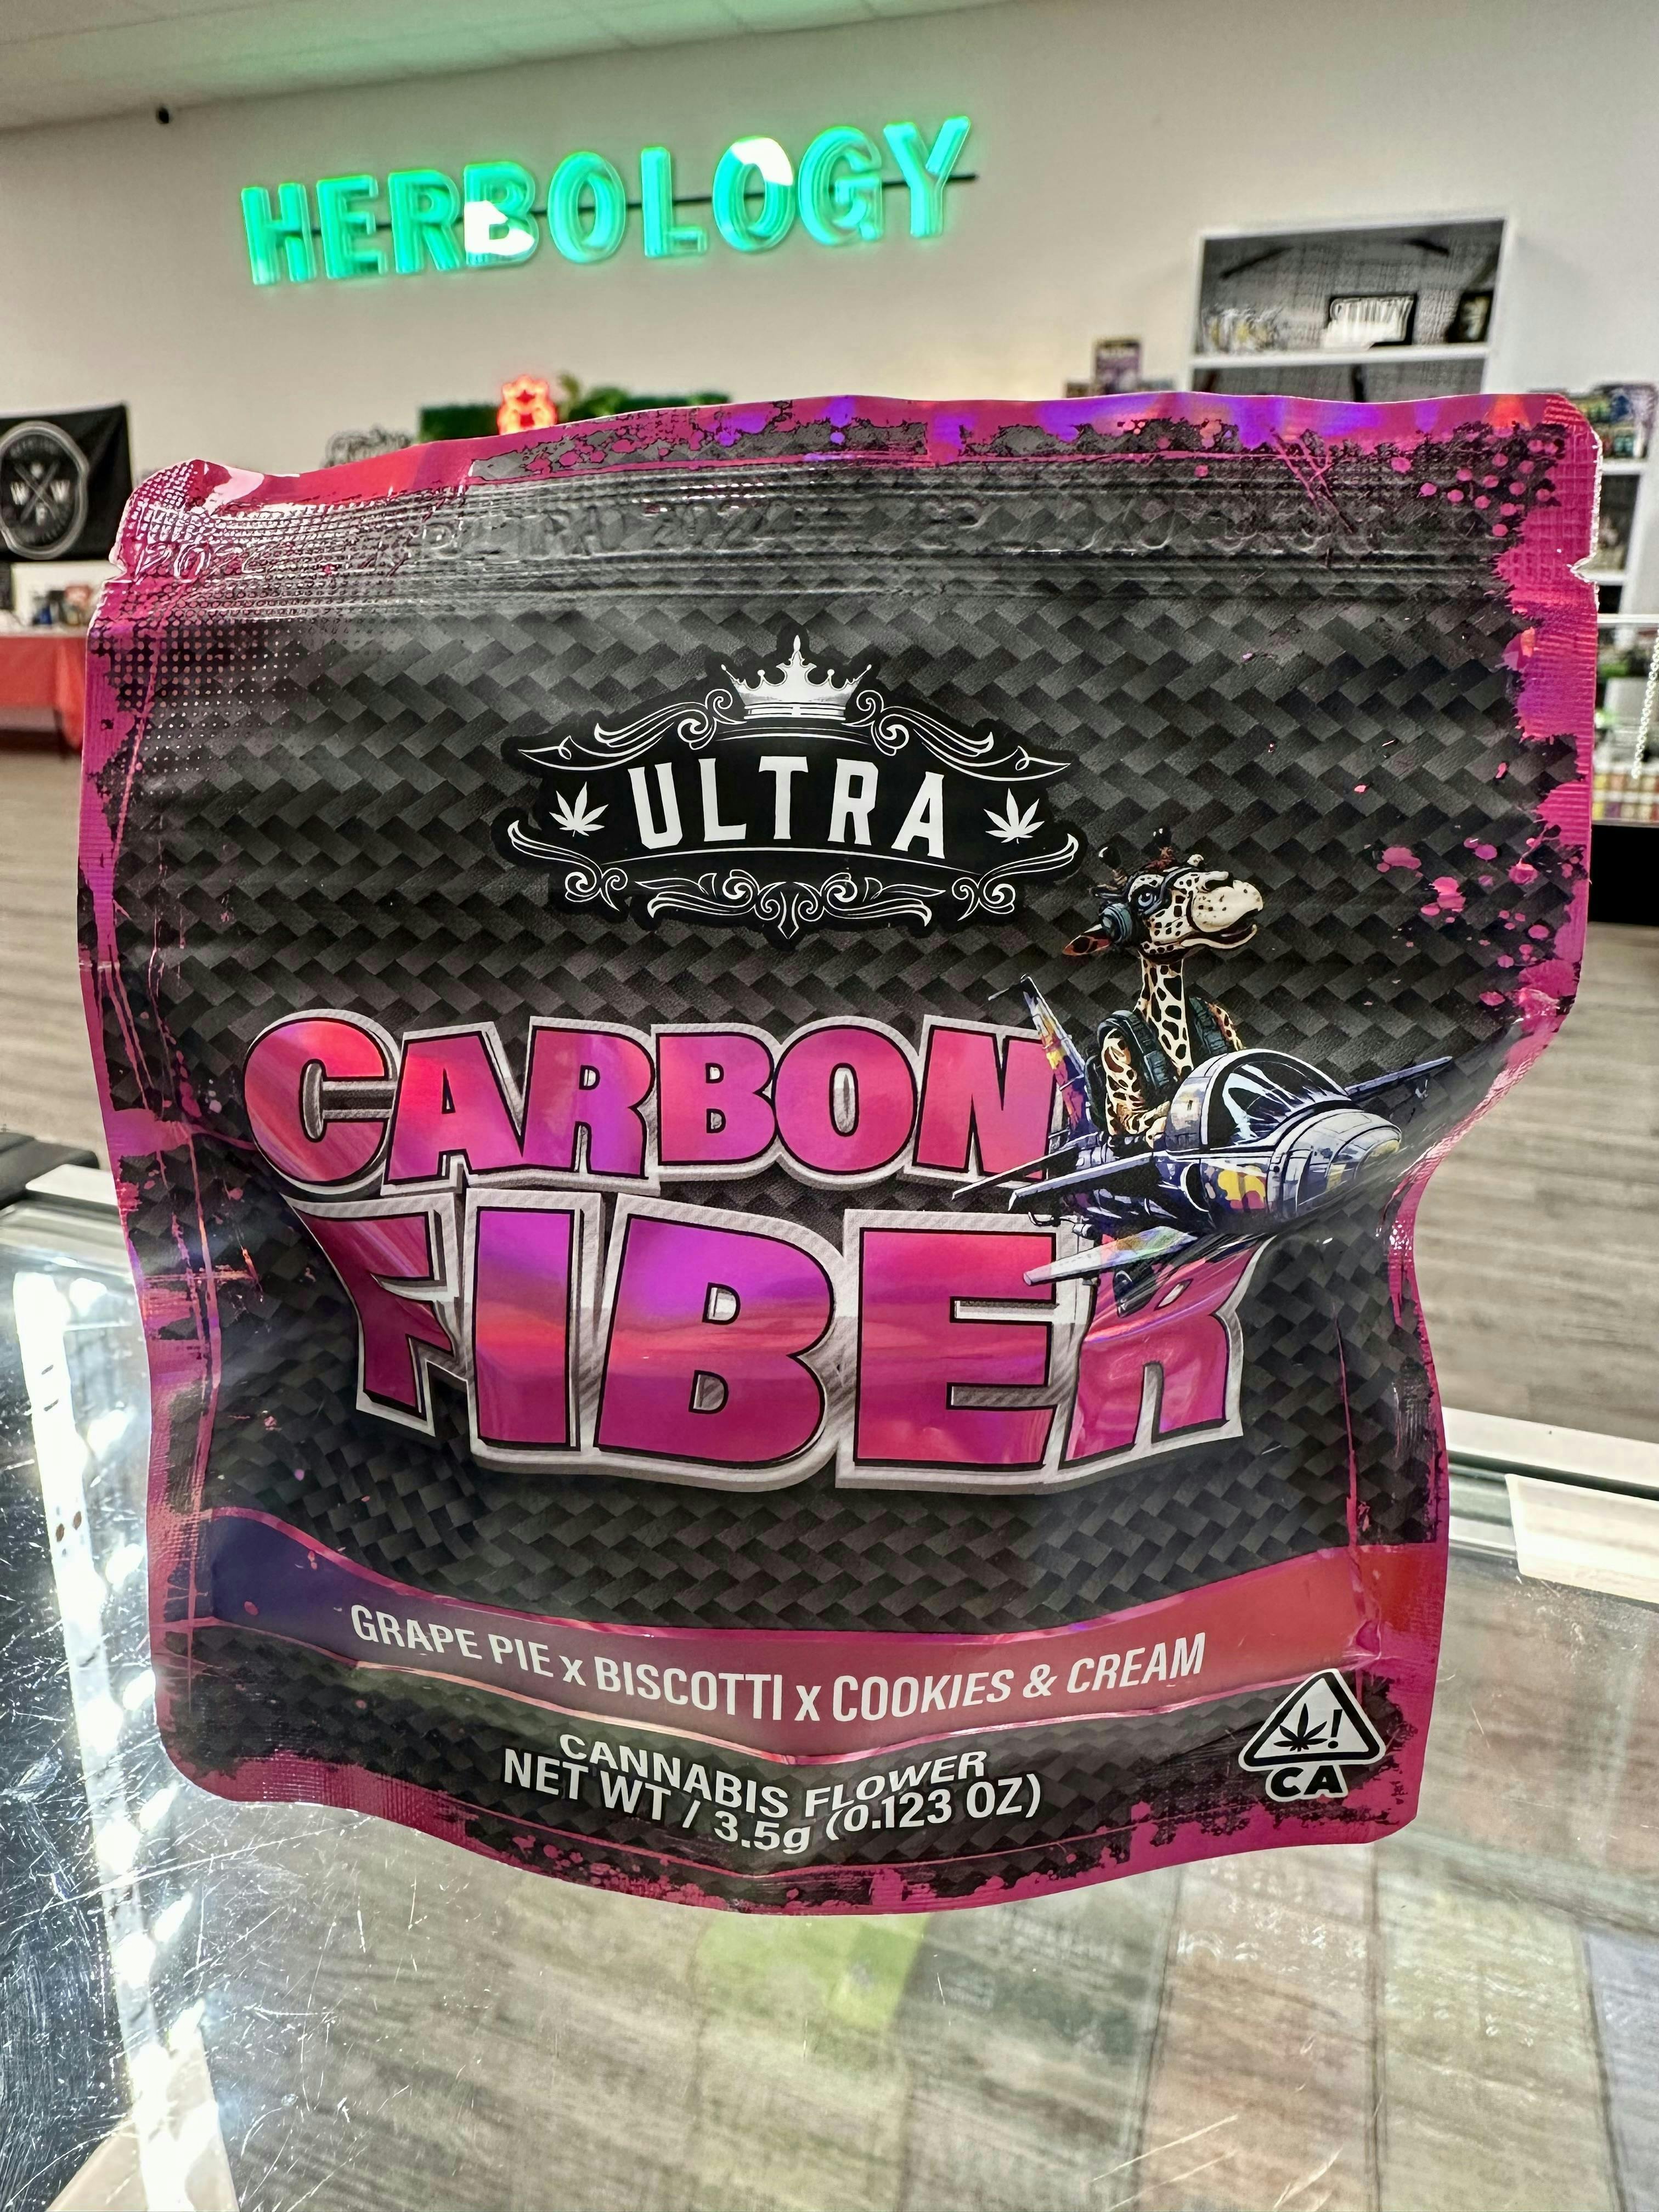 HERBOLOGY
STIIIZY
ULTRA
CARBON
FIBER
GRAPE PIE x BISCOTTI x COOKIES & CREAM
CANNABIS FLOWER
NET WT / 3.5g (0.123 OZ)
!
CA